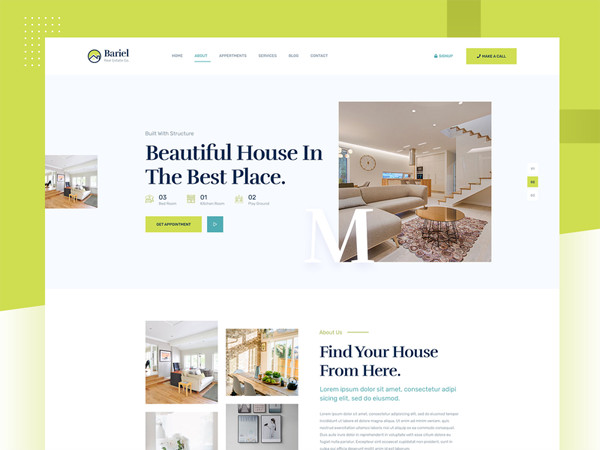 Bariel
Real Estate Co.
HOME
ABOUT
APPERTMENTS
SERVICES
BLOG
CONTACT
SIGNUP
MAKE A CALL
Built With Structure
Beautiful House In
The Best Place.
03
Bed Room
01
Kitchen Room
02
Play Ground
GET APPOINTMENT
M
01
02
03
About Us
Find Your House
From Here.
Lorem ipsum dolor sit amet, consectetur adipi
sicing elit, sed do eiusmod.